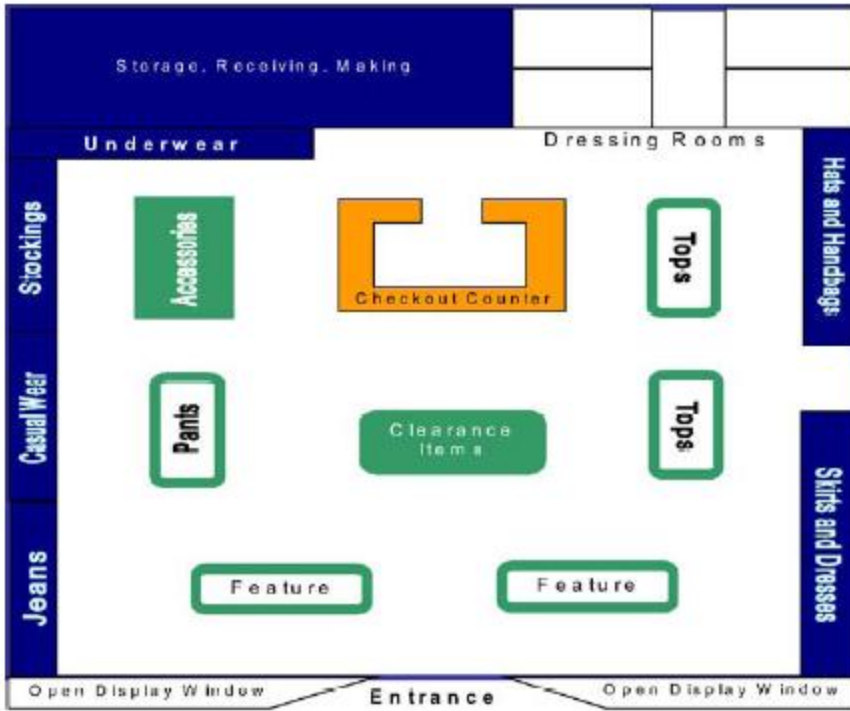 Storage, Receiving, Making
Underwear
Dressing Rooms
Stockings
Accessories
Checkout Counter
Tops
Hats and Handbags
Casual Wear
Pants
Clearance
Items
Tops
Skirts and Dresses
Jeans
Feature
Feature
Open Display Window
Entrance
Open Display Window